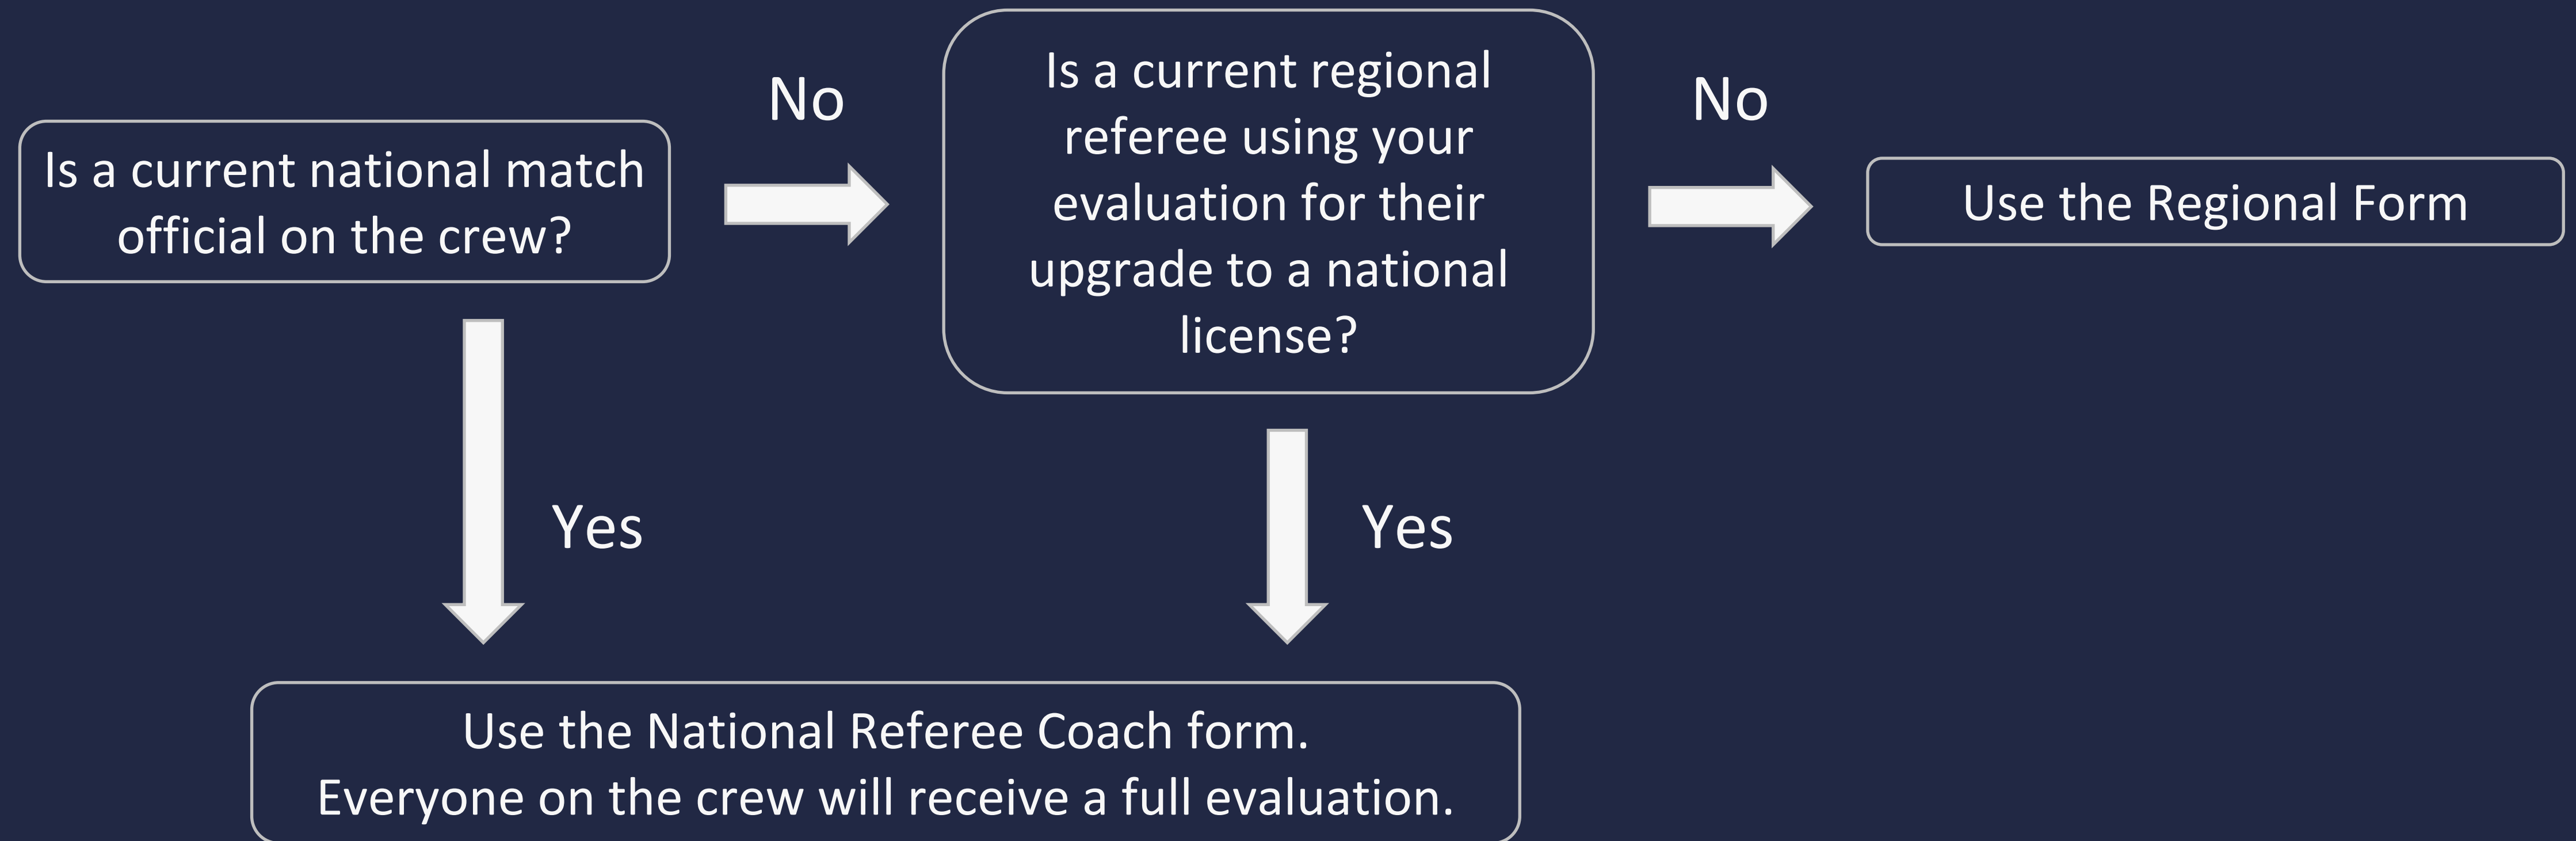 Is a current national match
official on the crew?
No
Is a current regional
referee using your
evaluation for their
upgrade to a national
license?
No
Use the Regional Form
Yes
Yes
Use the National Referee Coach form.
Everyone on the crew will receive a full evaluation.